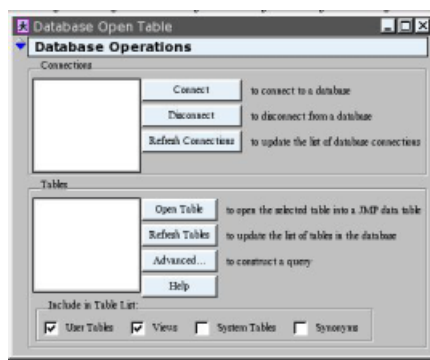 Database Open Table
Database Operations
Connections
Connect to connect to a database
Disconnect to disconnect from a database
Refresh Connections to update the list of database connections
Tables
Open Table to open the selected table into a JMP data table
Refresh Tables to update the list of tables in the database
Advanced... to construct a query
Help
Include in Table List:
User Tables Views System Tables Synonyms